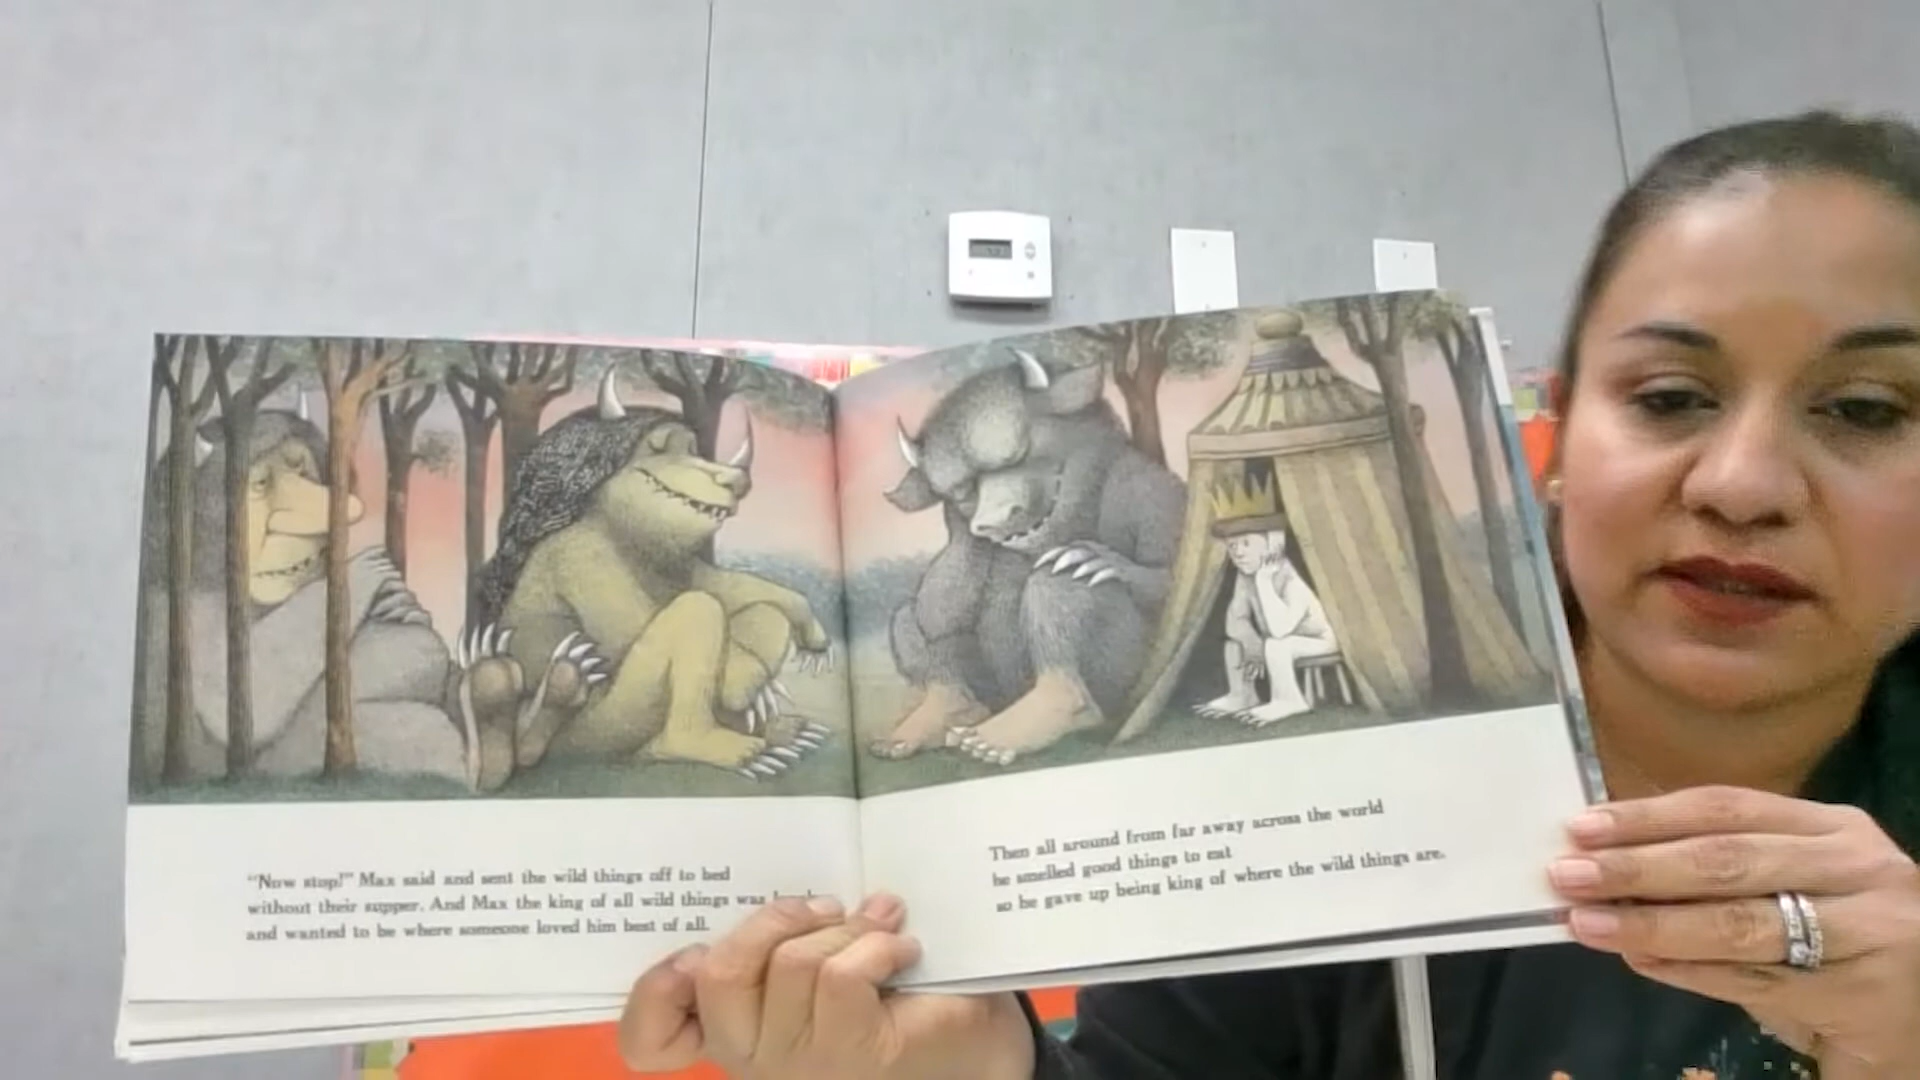 "Now stop!" Max said and sent the wild things off to bed
without their supper. And Max the king of all wild things was
and wanted to be where someone loved him best of all.
Then all around from far away across the world
he smelled good things to eat
so he gave up being king of where the wild things are.